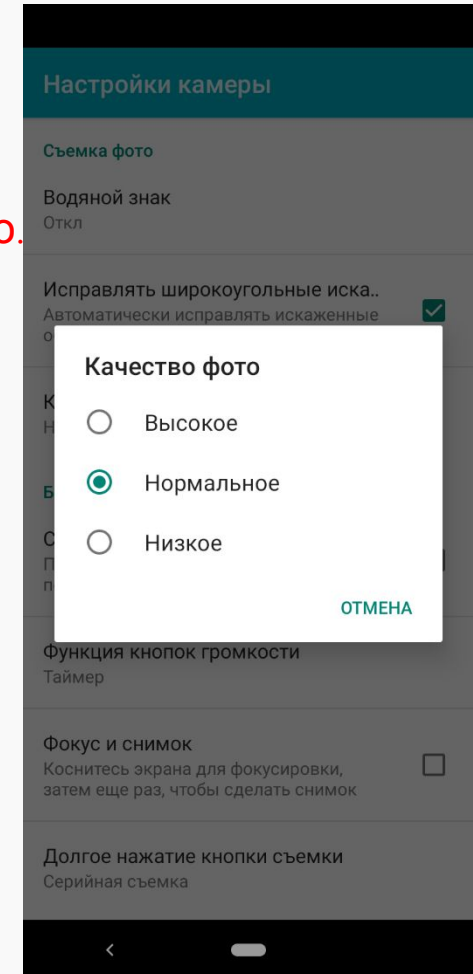 Настройки камеры
Съемка фото
Водяной знак
Откл
о.
Исправлять широкоугольные иска..
Автоматически исправлять искаженные
о
Качество фото
К
Н
Высокое
Нормальное
Б
Низкое
С
П
п
ОТМЕНА
Функция кнопок громкости
Таймер
Фокус и снимок
Коснитесь экрана для фокусировки,
затем еще раз, чтобы сделать снимок
Долгое нажатие кнопки съемки
Серийная съемка